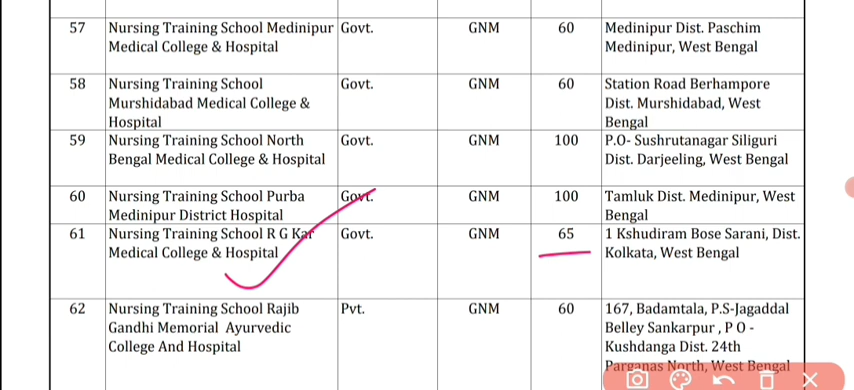 57 Nursing Training School Medinipur Govt. GNM 60 Medinipur Dist. Paschim
Medical College & Hospital Medinipur, West Bengal
58 Nursing Training School Govt. GNM 60 Station Road Berhampore
Murshidabad Medical College & Dist. Murshidabad, West
Hospital Bengal
59 Nursing Training School North Govt. GNM 100 P.O- Sushrutanagar Siliguri
Bengal Medical College & Hospital Dist. Darjeeling, West Bengal
60 Nursing Training School Purba Govt. GNM 100 Tamluk Dist. Medinipur, West
Medinipur District Hospital Bengal
61 Nursing Training School R G Kar Govt. GNM 65 1 Kshudiram Bose Sarani, Dist.
Medical College & Hospital Kolkata, West Bengal
62 Nursing Training School Rajib Pvt. GNM 60 167, Badamtala, P.S-Jagaddal
Gandhi Memorial Ayurvedic Belley Sankarpur , P O -
College And Hospital Kushdanga Dist. 24th
Parganas North, West Bengal